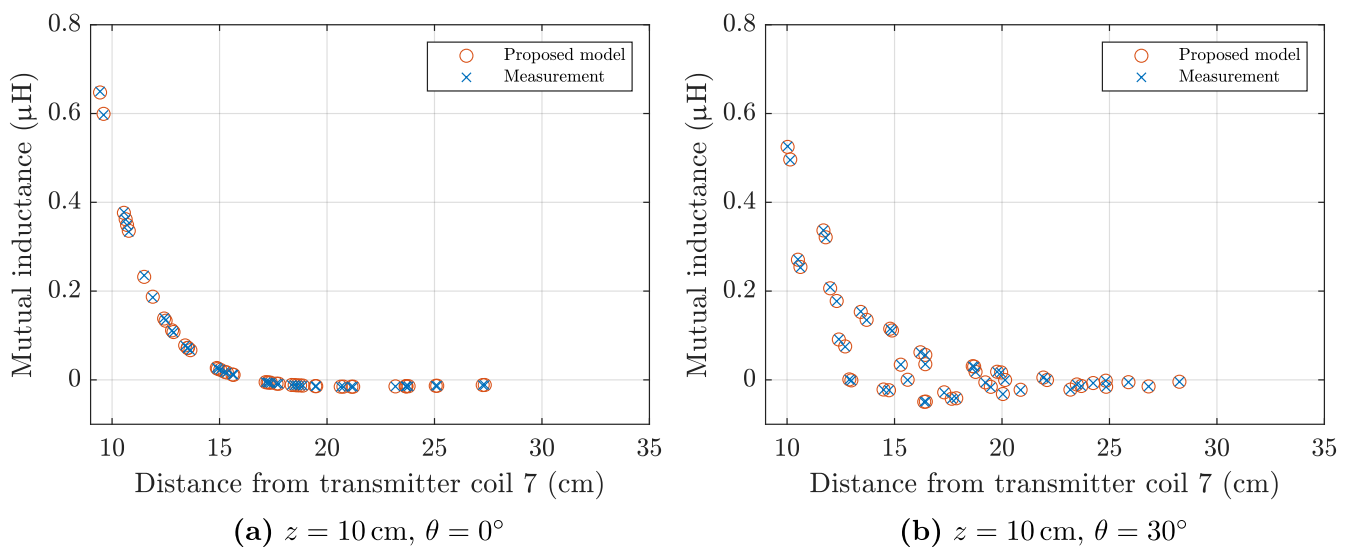 0.8
0.6
0.4
0.2
0
Mutual inductance (µH)
Proposed model
Measurement
10 15 20 25 30 35
Distance from transmitter coil 7 (cm)
(a) z = 10 cm, θ = 0°
0.8
0.6
0.4
0.2
0
Mutual inductance (µH)
Proposed model
Measurement
10 15 20 25 30 35
Distance from transmitter coil 7 (cm)
(b) z = 10 cm, θ = 30°